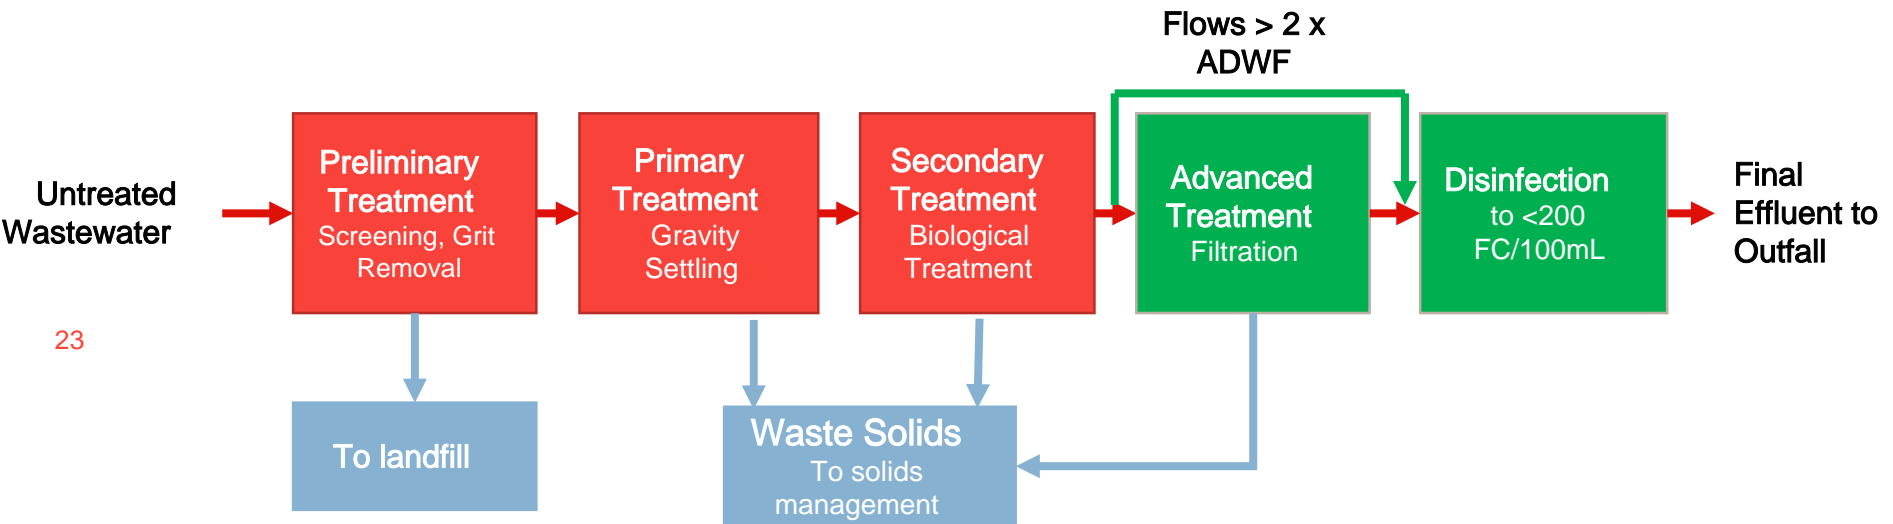 Flows > 2 x
ADWF
Untreated
Wastewater
Preliminary
Treatment
Screening, Grit
Removal
Primary
Treatment
Gravity
Settling
Secondary
Treatment
Biological
Treatment
Advanced
Treatment
Filtration
Disinfection
to <200
FC/100mL
Final
Effluent to
Outfall
23
To landfill
Waste Solids
To solids
management